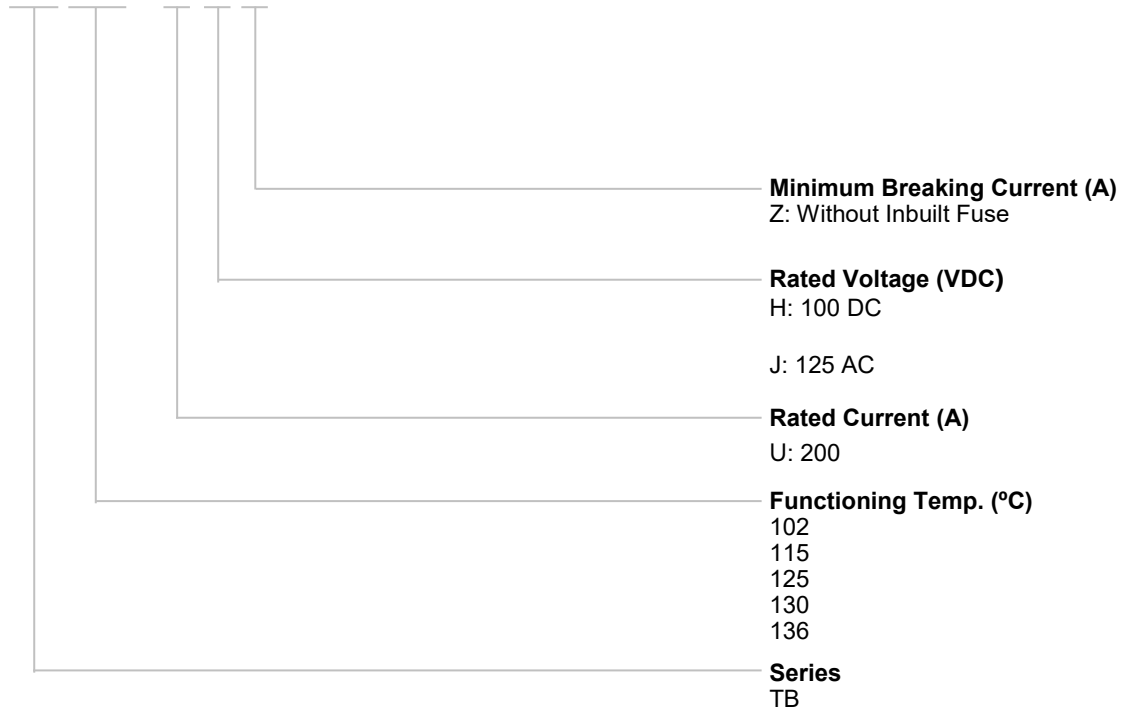 Minimum Breaking Current (A)
Z: Without Inbuilt Fuse
Rated Voltage (VDC)
H: 100 DC
J: 125 AC
Rated Current (A)
U: 200
Functioning Temp. (ºC)
102
115
125
130
136
Series
TB